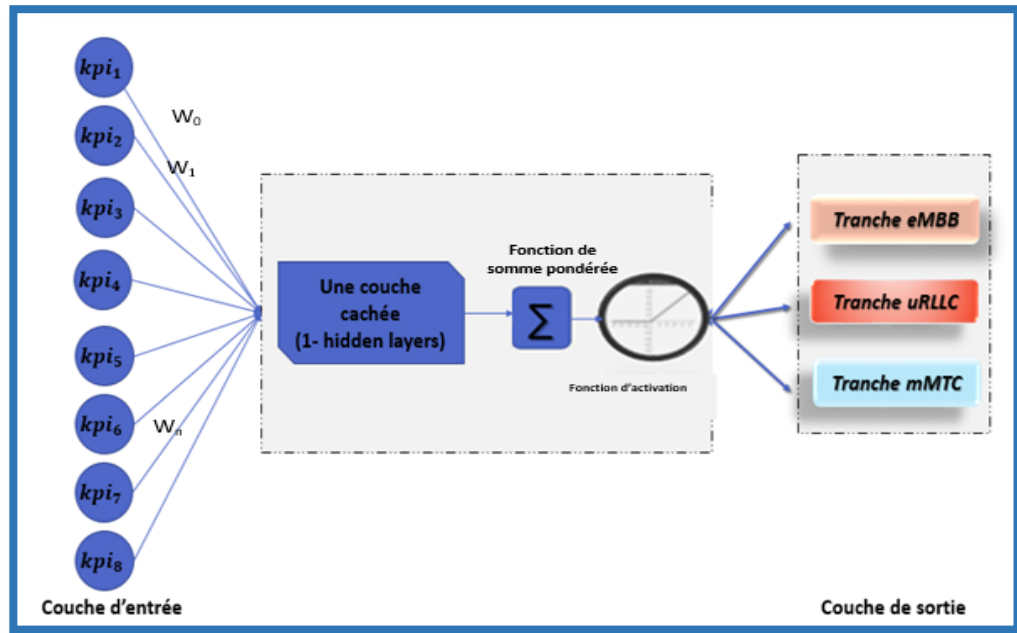 kpi₁
W₀
kpi₂
W₁
kpi₃
kpi₄
kpi₅
kpi₆
Wₙ
kpi₇
kpi₈
Couche d'entrée
Une couche
cachée
(1- hidden layers)
Fonction de
somme pondérée
Σ
Fonction d'activation
Tranche eMBB
Tranche uRLLC
Tranche mMTC
Couche de sortie